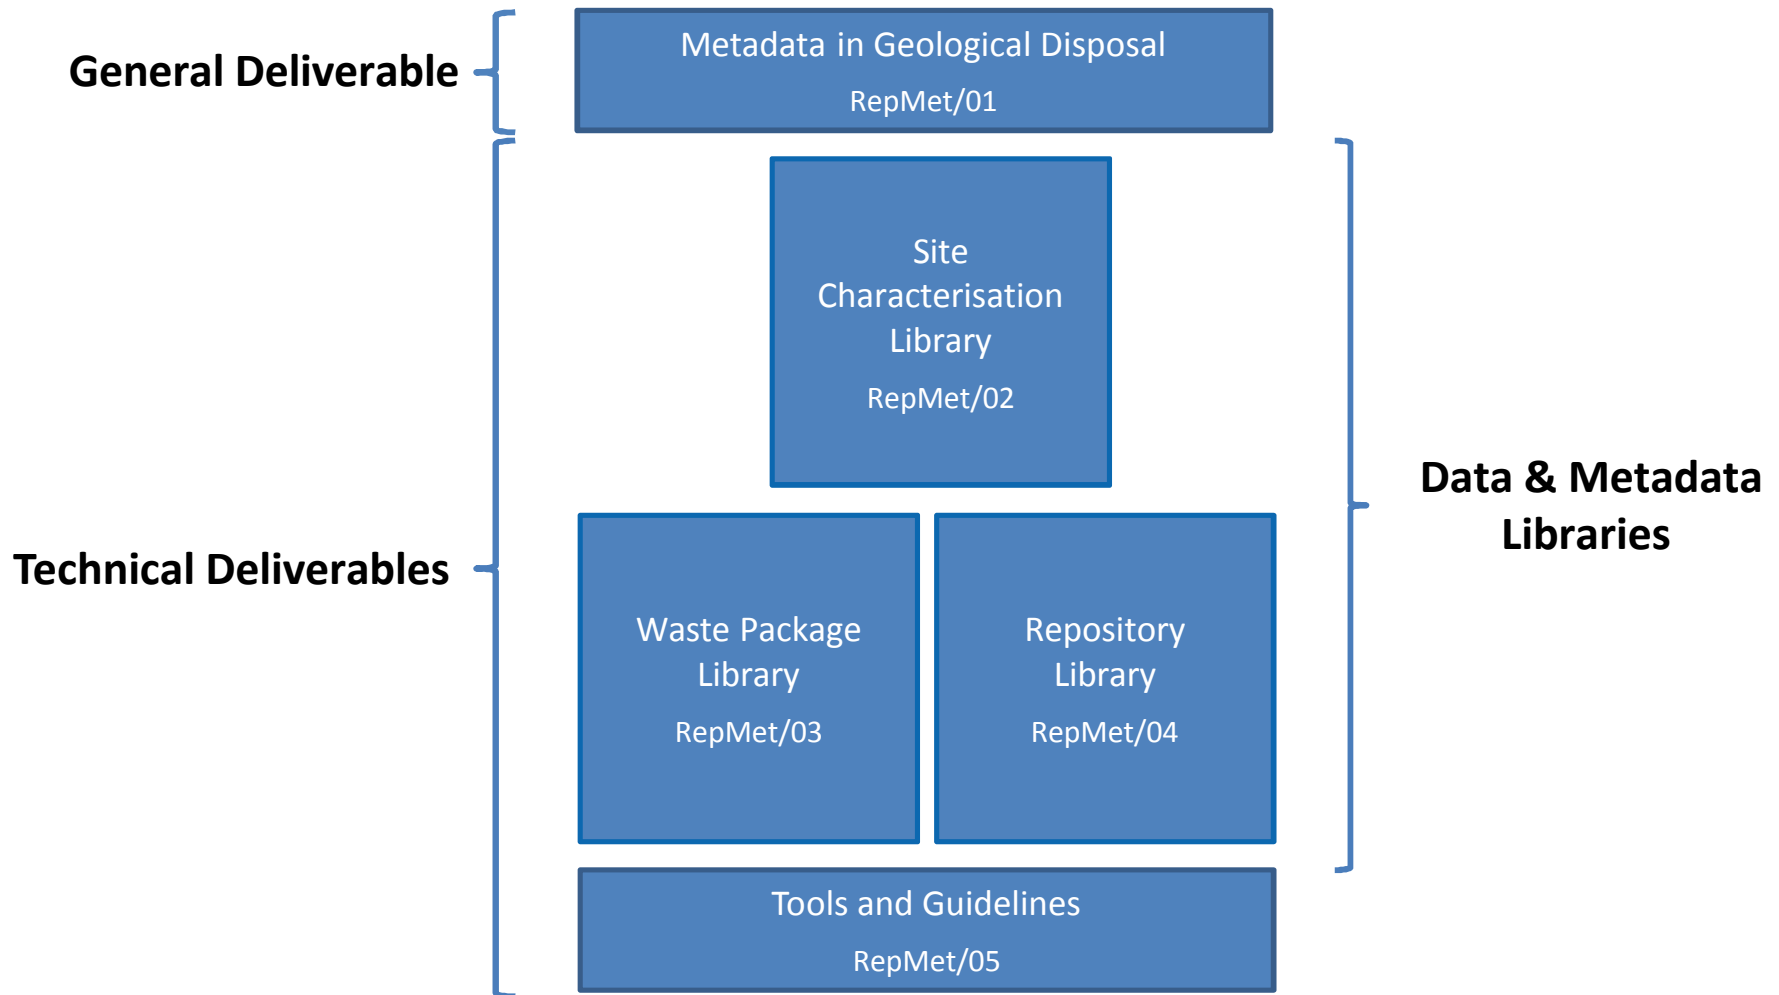 General Deliverable
Metadata in Geological Disposal
RepMet/01
Technical Deliverables
Site
Characterisation
Library
RepMet/02
Waste Package
Library
RepMet/03
Repository
Library
RepMet/04
Tools and Guidelines
RepMet/05
Data & Metadata
Libraries